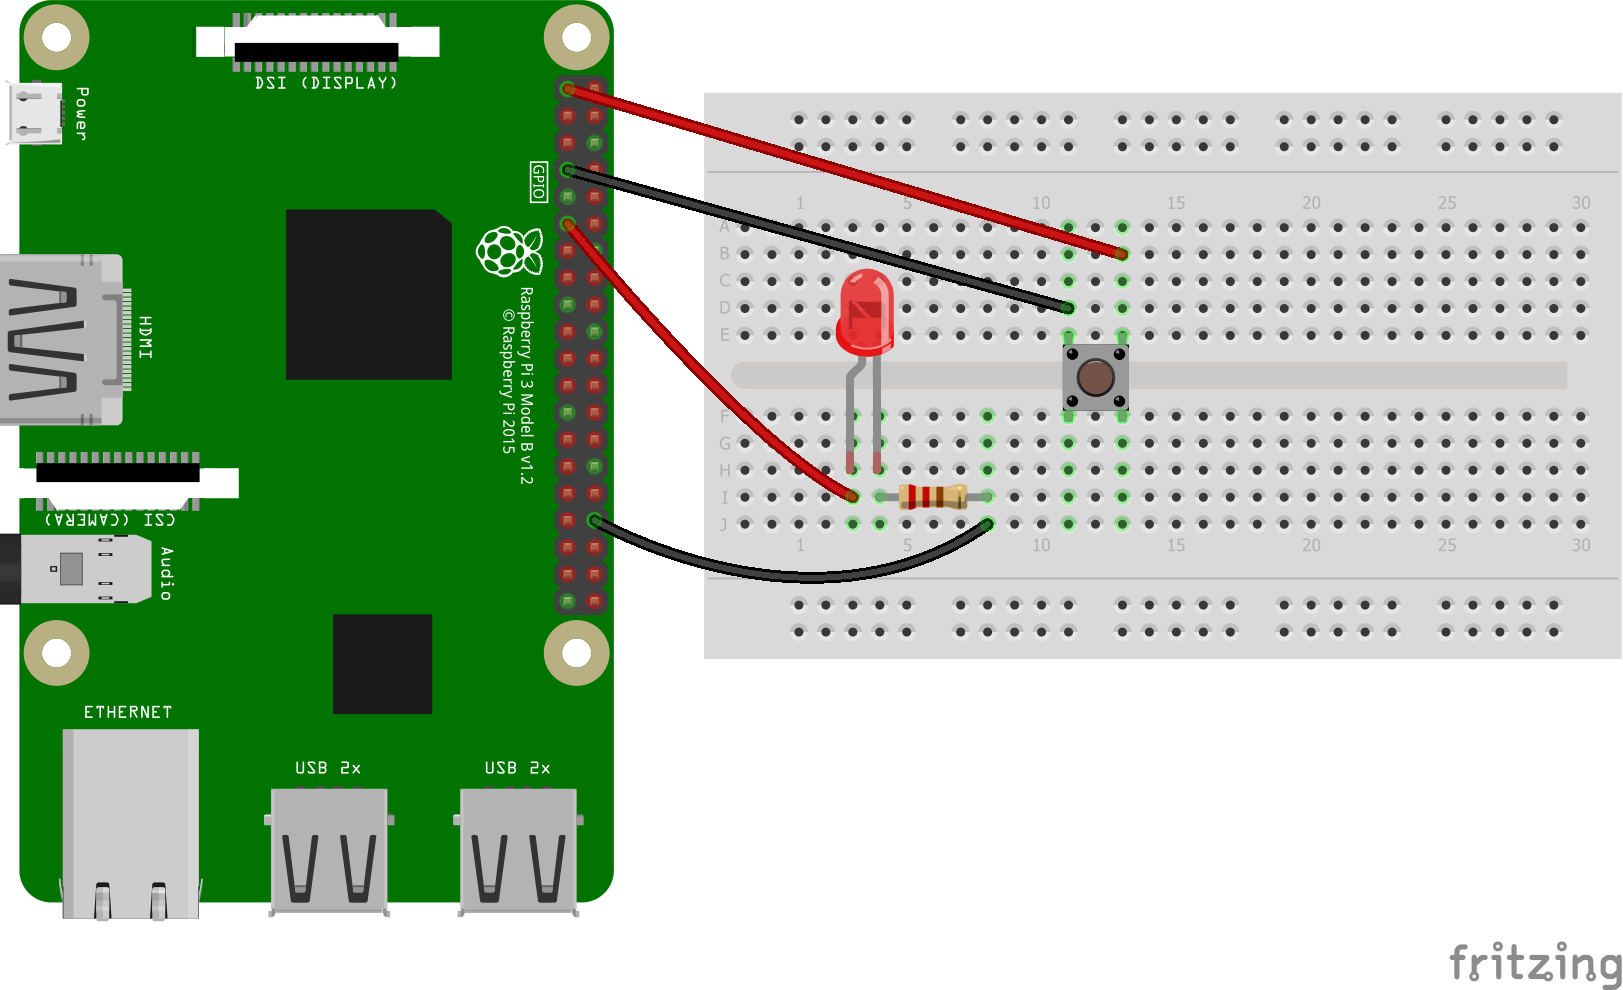 DSI (DISPLAY)
Power
GPIO
HDMI
Raspberry Pi 3 Model B v1.2
© Raspberry Pi 2015
CSI (CAMERA)
Audio
ETHERNET
USB 2x
USB 2x
1 5 10 15 20 25 30
A
B
C
D
E
F
G
H
I
J
1 5 10 15 20 25 30
fritzing